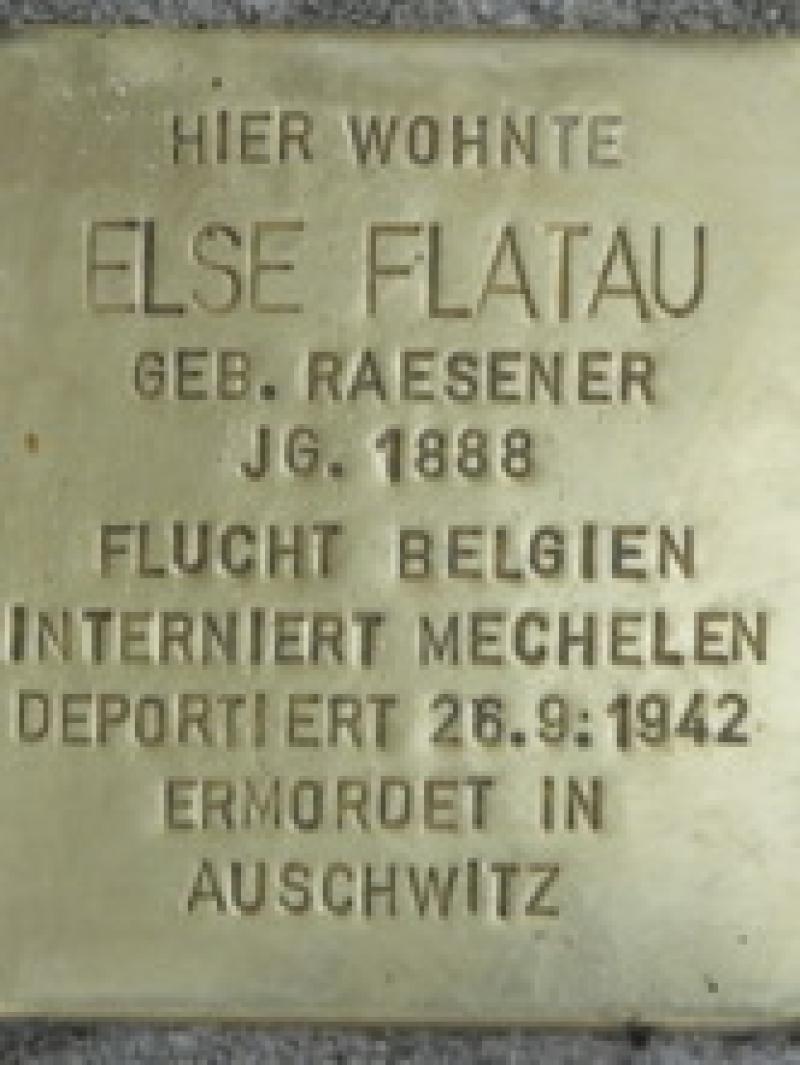 HIER WOHNTE
ELSE FLATAU
GEB. RAESENER
JG. 1888
FLUCHT BELGIEN
INTERNIERT MECHELEN
DEPORTIERT 26.9.1942
ERMORDET IN
AUSCHWITZ